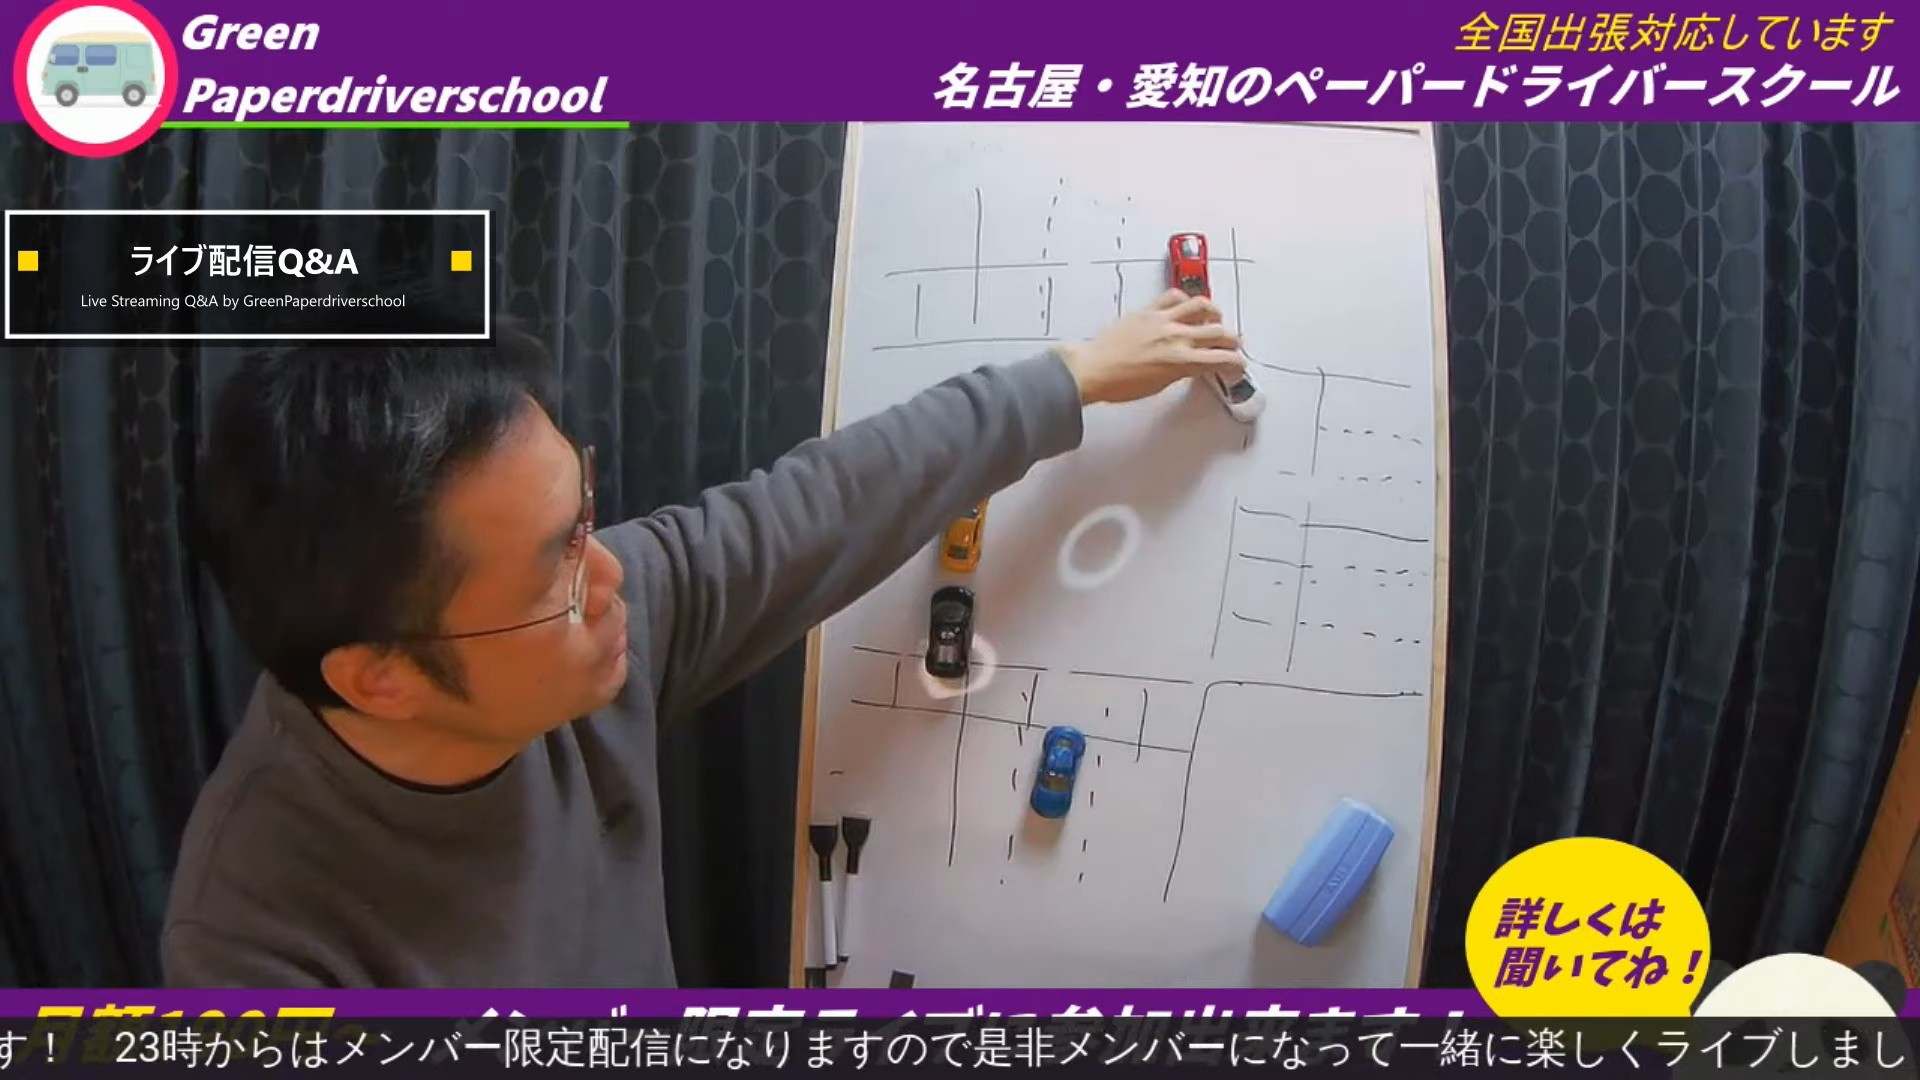 Green
Paperdriverschool
全国出張対応しています
名古屋・愛知のペーパードライバースクール
ライブ配信Q&A
Live Streaming Q&A by GreenPaperdriverschool
詳しくは
聞いてね！
す！　23時からはメンバー限定配信になりますので是非メンバーになって一緒に楽しくライブしまし